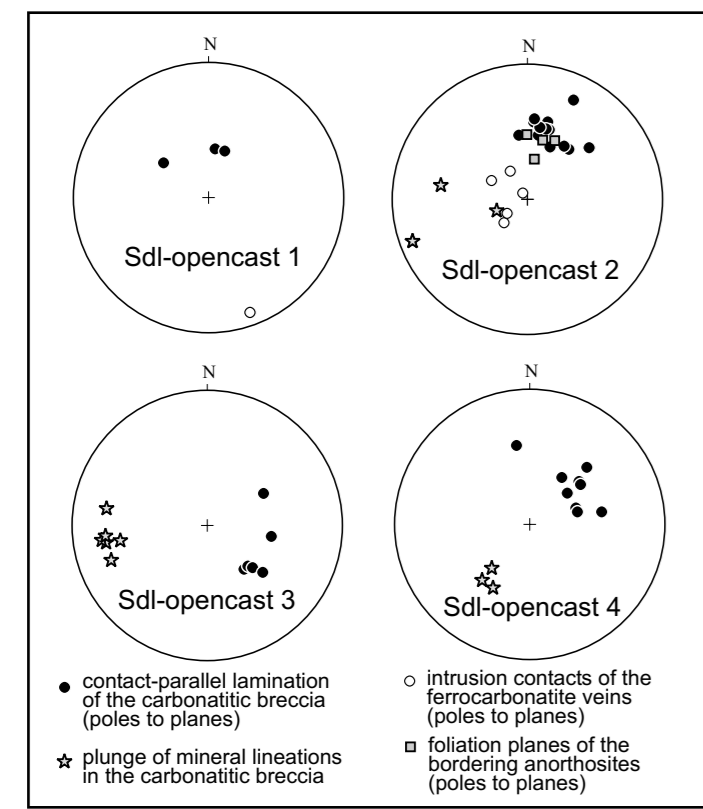 N
N
Sdl-opencast 1
Sdl-opencast 2
N
N
Sdl-opencast 3
Sdl-opencast 4
contact-parallel lamination
of the carbonatitic breccia
(poles to planes)
plunge of mineral lineations
in the carbonatitic breccia
intrusion contacts of the
ferrocarbonatite veins
(poles to planes)
foliation planes of the
bordering anorthosites
(poles to planes)